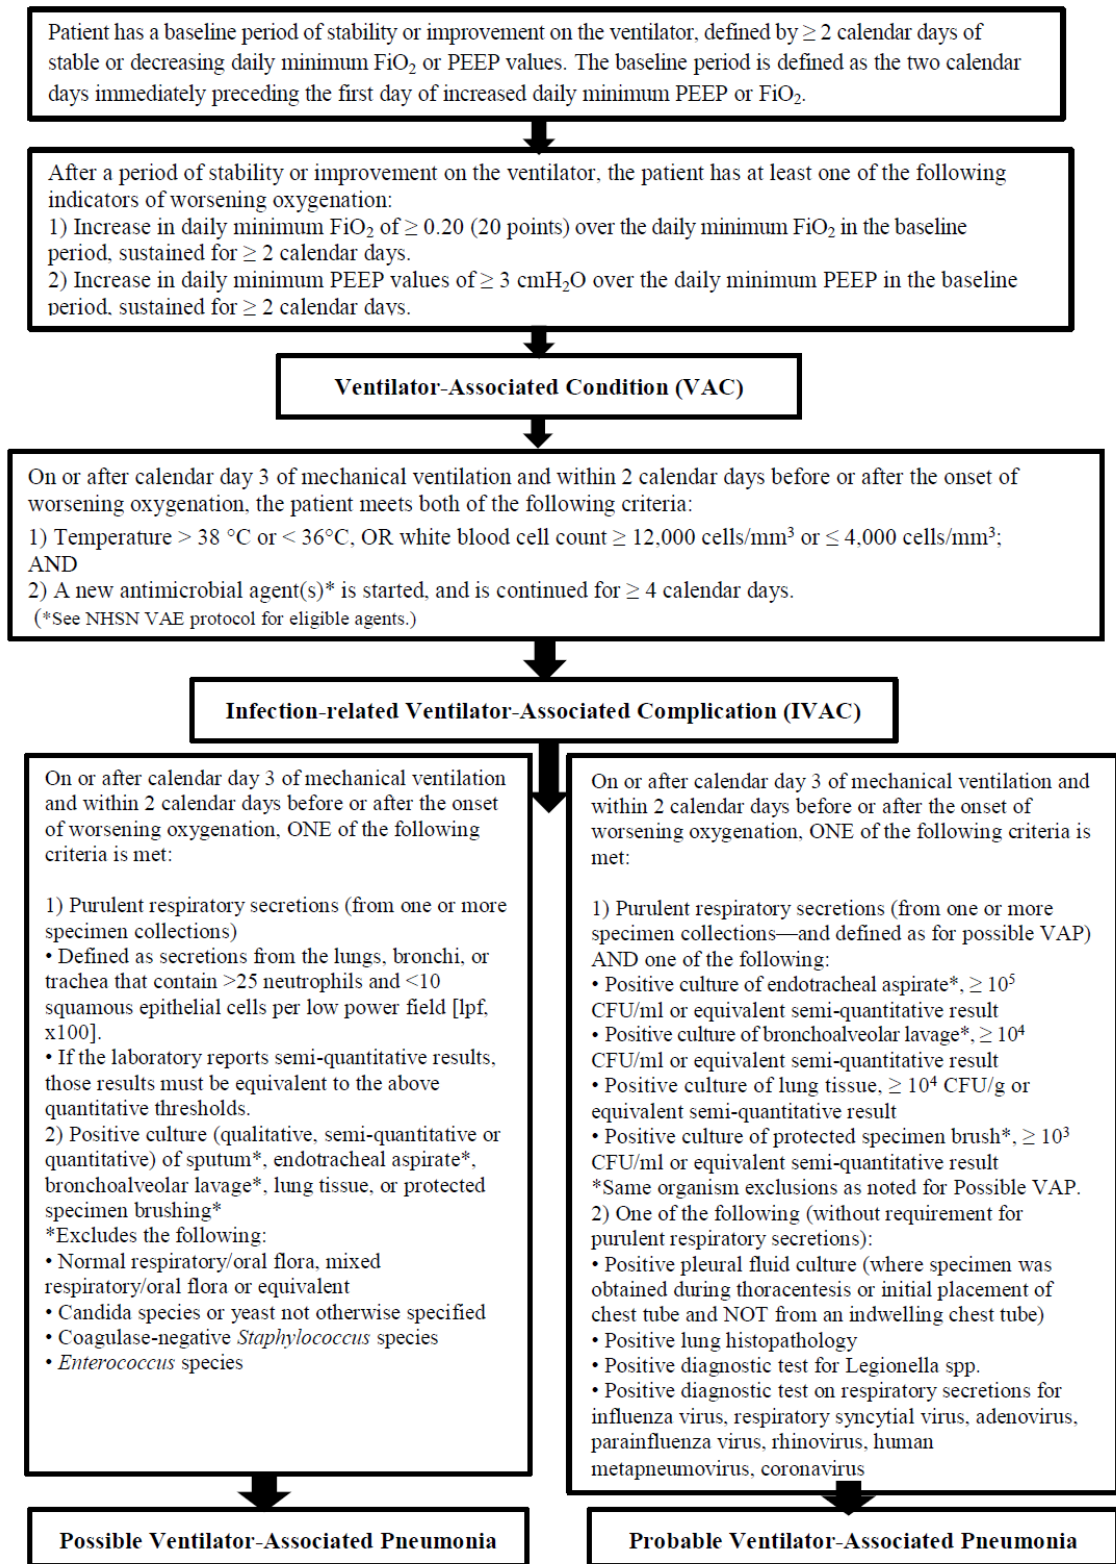 Patient has a baseline period of stability or improvement on the ventilator, defined by ≥ 2 calendar days of
stable or decreasing daily minimum FiO₂ or PEEP values. The baseline period is defined as the two calendar
days immediately preceding the first day of increased daily minimum PEEP or FiO₂.
After a period of stability or improvement on the ventilator, the patient has at least one of the following
indicators of worsening oxygenation:
1) Increase in daily minimum FiO₂ of ≥ 0.20 (20 points) over the daily minimum FiO₂ in the baseline
period, sustained for ≥ 2 calendar days.
2) Increase in daily minimum PEEP values of ≥ 3 cmH₂O over the daily minimum PEEP in the baseline
period, sustained for ≥ 2 calendar days.
Ventilator-Associated Condition (VAC)
On or after calendar day 3 of mechanical ventilation and within 2 calendar days before or after the onset of
worsening oxygenation, the patient meets both of the following criteria:
1) Temperature > 38 °C or < 36°C, OR white blood cell count ≥ 12,000 cells/mm³ or ≤ 4,000 cells/mm³;
AND
2) A new antimicrobial agent(s)* is started, and is continued for ≥ 4 calendar days.
(*See NHSN VAE protocol for eligible agents.)
Infection-related Ventilator-Associated Complication (IVAC)
On or after calendar day 3 of mechanical ventilation
and within 2 calendar days before or after the onset
of worsening oxygenation, ONE of the following
criteria is met:
1) Purulent respiratory secretions (from one or more
specimen collections)
• Defined as secretions from the lungs, bronchi, or
trachea that contain >25 neutrophils and <10
squamous epithelial cells per low power field [lpf,
x100].
• If the laboratory reports semi-quantitative results,
those results must be equivalent to the above
quantitative thresholds.
2) Positive culture (qualitative, semi-quantitative or
quantitative) of sputum*, endotracheal aspirate*,
bronchoalveolar lavage*, lung tissue, or protected
specimen brushing*
*Excludes the following:
• Normal respiratory/oral flora, mixed
respiratory/oral flora or equivalent
• Candida species or yeast not otherwise specified
• Coagulase-negative Staphylococcus species
• Enterococcus species
Possible Ventilator-Associated Pneumonia
On or after calendar day 3 of mechanical ventilation and
within 2 calendar days before or after the onset of
worsening oxygenation, ONE of the following criteria is
met:
1) Purulent respiratory secretions (from one or more
specimen collections—and defined as for possible VAP)
AND one of the following:
• Positive culture of endotracheal aspirate*, ≥ 10⁵
CFU/ml or equivalent semi-quantitative result
• Positive culture of bronchoalveolar lavage*, ≥ 10⁴
CFU/ml or equivalent semi-quantitative result
• Positive culture of lung tissue, ≥ 10⁴ CFU/g or
equivalent semi-quantitative result
• Positive culture of protected specimen brush*, ≥ 10³
CFU/ml or equivalent semi-quantitative result
*Same organism exclusions as noted for Possible VAP.
2) One of the following (without requirement for
purulent respiratory secretions):
• Positive pleural fluid culture (where specimen was
obtained during thoracentesis or initial placement of
chest tube and NOT from an indwelling chest tube)
• Positive lung histopathology
• Positive diagnostic test for Legionella spp.
• Positive diagnostic test on respiratory secretions for
influenza virus, respiratory syncytial virus, adenovirus,
parainfluenza virus, rhinovirus, human
metapneumovirus, coronavirus
Probable Ventilator-Associated Pneumonia